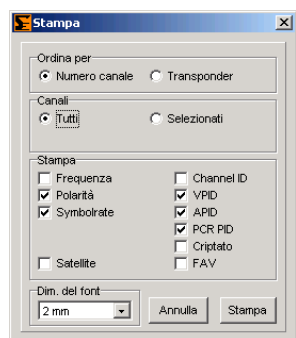 Stampa
Ordina per
Numero canale Transponder
Canali
Tutti Selezionati
Stampa
Frequenza Channel ID
Polarità VPID
Symbolrate APID
PCR PID
Criptato
Satellite FAV
Dim. del font
2 mm Annulla Stampa